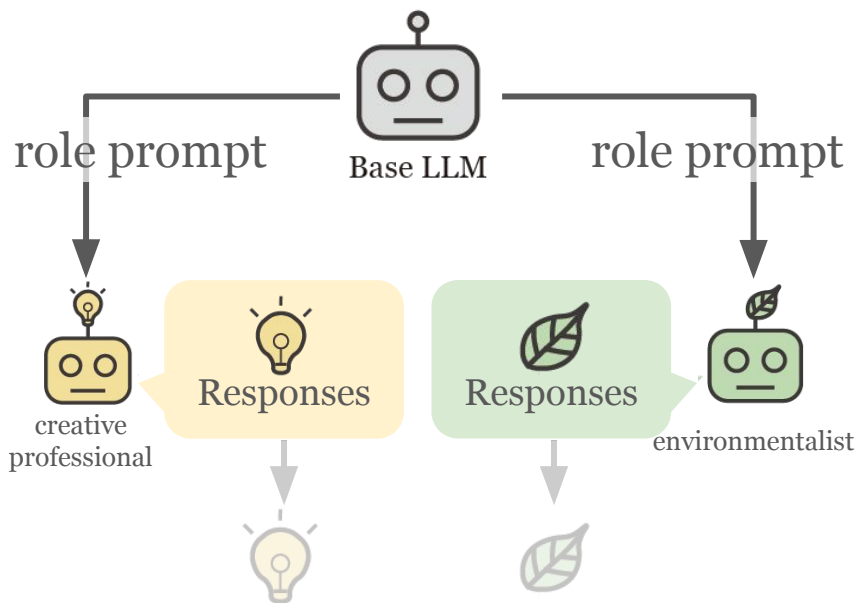 Base LLM
role prompt
role prompt
Responses
Responses
creative
professional
environmentalist